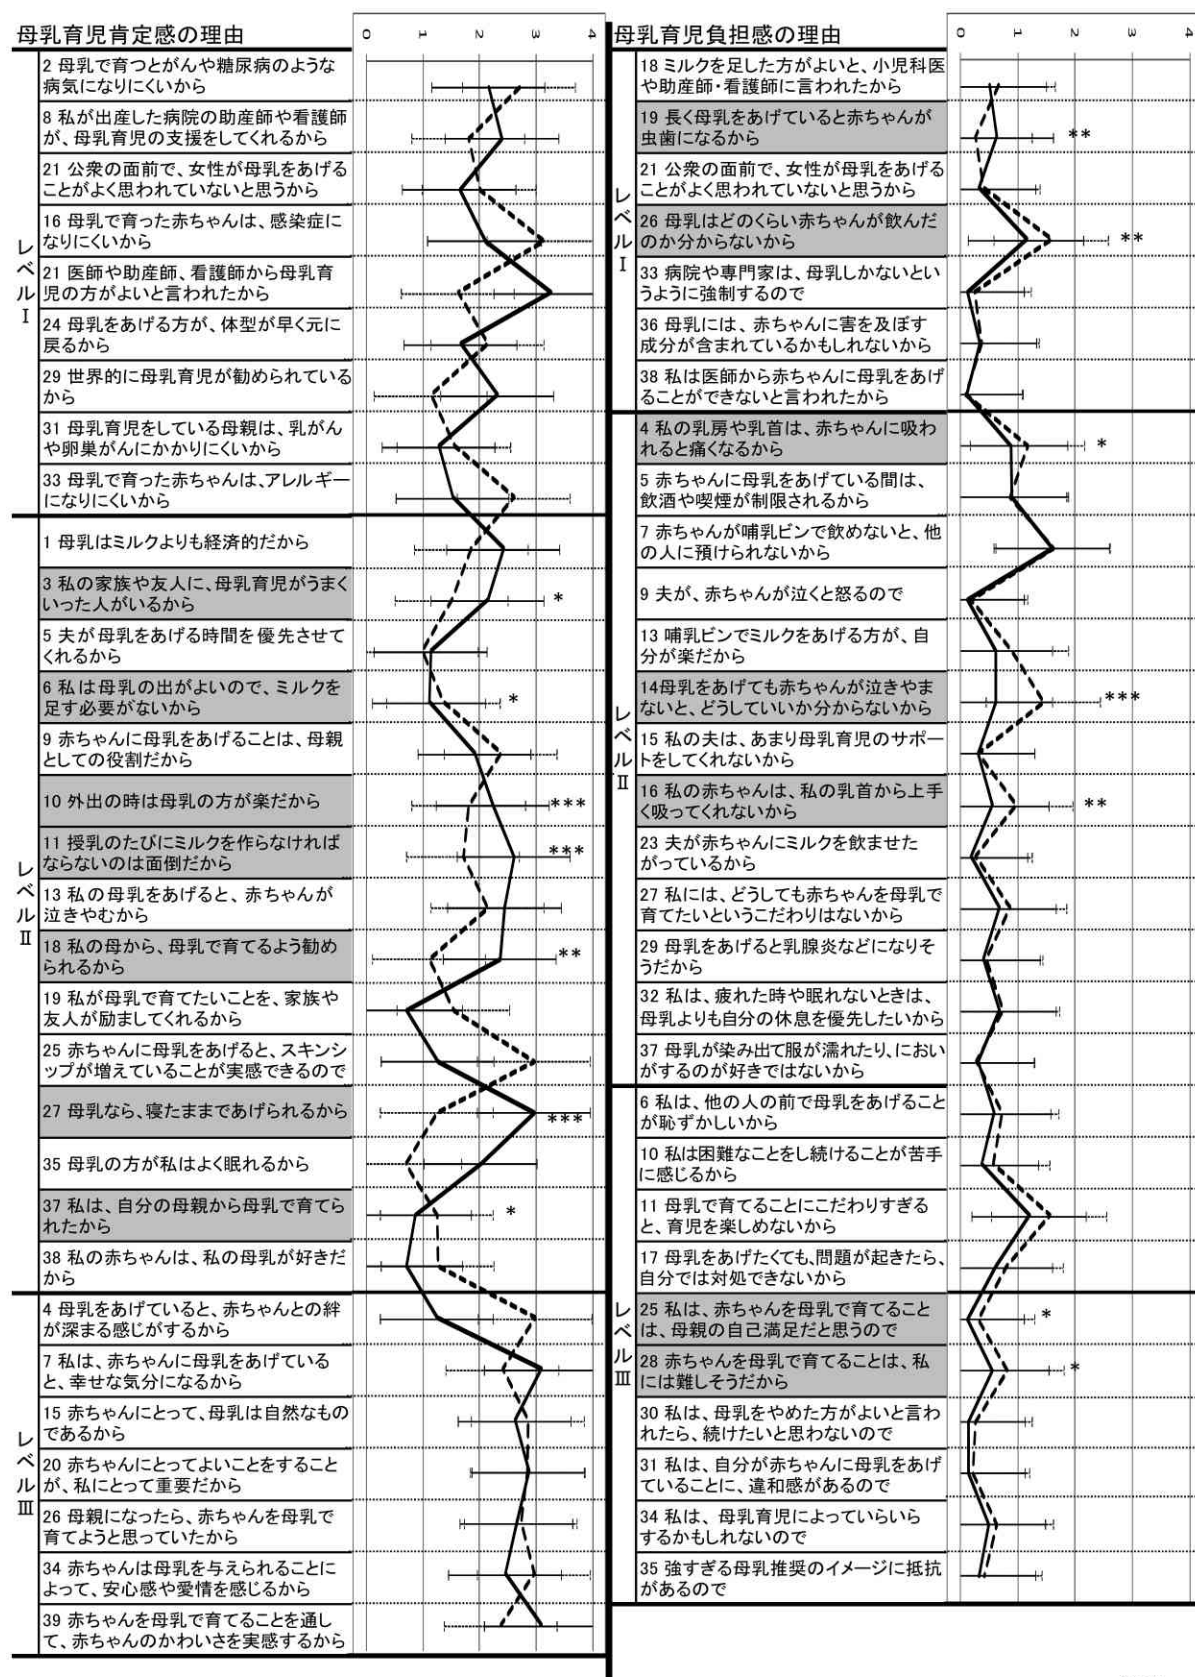 母乳育児肯定感の理由
0 1 2 3 4
レベルⅠ
2 母乳で育つとがんや糖尿病のような
病気になりにくいから
8 私が出産した病院の助産師や看護師
が、母乳育児の支援をしてくれるから
21 公衆の面前で、女性が母乳をあげる
ことがよく思われていないと思うから
16 母乳で育った赤ちゃんは、感染症に
なりにくいから
21 医師や助産師、看護師から母乳育
児の方がよいと言われたから
24 母乳をあげる方が、体型が早く元に
戻るから
29 世界的に母乳育児が勧められている
から
31 母乳育児をしている母親は、乳がん
や卵巣がんにかかりにくいから
33 母乳で育った赤ちゃんは、アレルギー
になりにくいから
レベルⅡ
1 母乳はミルクよりも経済的だから
3 私の家族や友人に、母乳育児がうまく
いった人がいるから
*
5 夫が母乳をあげる時間を優先させて
くれるから
6 私は母乳の出がよいので、ミルクを
足す必要がないから
*
9 赤ちゃんに母乳をあげることは、母親
としての役割だから
10 外出の時は母乳の方が楽だから
***
11 授乳のたびにミルクを作らなければ
ならないのは面倒だから
***
13 私の母乳をあげると、赤ちゃんが
泣きやむから
18 私の母から、母乳で育てるよう勧め
られるから
**
19 私が母乳で育てたいことを、家族や
友人が励ましてくれるから
25 赤ちゃんに母乳をあげると、スキンシ
ップが増えていることが実感できるので
27 母乳なら、寝たままであげられるから
***
35 母乳の方が私はよく眠れるから
37 私は、自分の母親から母乳で育てら
れたから
*
38 私の赤ちゃんは、私の母乳が好きだ
から
レベルⅢ
4 母乳をあげていると、赤ちゃんとの絆
が深まる感じがするから
7 私は、赤ちゃんに母乳をあげている
と、幸せな気分になるから
15 赤ちゃんにとって、母乳は自然なもの
であるから
20 赤ちゃんにとってよいことをすること
が、私にとって重要だから
26 母親になったら、赤ちゃんを母乳で
育てようと思っていたから
34 赤ちゃんは母乳を与えられることに
よって、安心感や愛情を感じるから
39 赤ちゃんを母乳で育てることを通し
て、赤ちゃんのかわいさを実感するから
母乳育児負担感の理由
0 1 2 3 4
レベルⅠ
18 ミルクを足した方がよいと、小児科医
や助産師・看護師に言われたから
19 長く母乳をあげていると赤ちゃんが
虫歯になるから
**
21 公衆の面前で、女性が母乳をあげる
ことがよく思われていないと思うから
26 母乳はどのくらい赤ちゃんが飲んだ
のか分からないから
**
33 病院や専門家は、母乳しかないとい
うように強制するので
36 母乳には、赤ちゃんに害を及ぼす
成分が含まれているかもしれないから
38 私は医師から赤ちゃんに母乳をあげ
ることができないと言われたから
レベルⅡ
4 私の乳房や乳首は、赤ちゃんに吸わ
れると痛くなるから
*
5 赤ちゃんに母乳をあげている間は、
飲酒や喫煙が制限されるから
7 赤ちゃんが哺乳ビンで飲めないと、他
の人に預けられないから
9 夫が、赤ちゃんが泣くと怒るので
13 哺乳ビンでミルクをあげる方が、自
分が楽だから
14母乳をあげても赤ちゃんが泣きやま
ないと、どうしていいか分からないから
***
15 私の夫は、あまり母乳育児のサポー
トをしてくれないから
16 私の赤ちゃんは、私の乳首から上手
く吸ってくれないから
**
23 夫が赤ちゃんにミルクを飲ませた
がっているから
27 私には、どうしても赤ちゃんを母乳で
育てたいというこだわりはないから
29 母乳をあげると乳腺炎などになりそ
うだから
32 私は、疲れた時や眠れないときは、
母乳よりも自分の休息を優先したいから
37 母乳が染み出て服が濡れたり、におい
がするのが好きではないから
レベルⅢ
6 私は、他の人の前で母乳をあげること
が恥ずかしいから
10 私は困難なことをし続けることが苦手
に感じるから
11 母乳で育てることにこだわりすぎる
と、育児を楽しめないから
17 母乳をあげたくても、問題が起きたら、
自分では対処できないから
25 私は、赤ちゃんを母乳で育てること
は、母親の自己満足だと思うので
*
28 赤ちゃんを母乳で育てることは、私
には難しそうだから
*
30 私は、母乳をやめた方がよいと言わ
れたら、続けたいと思わないので
31 私は、自分が赤ちゃんに母乳をあげ
ていることに、違和感があるので
34 私は、母乳育児によっていらいら
するかもしれないので
35 強すぎる母乳推奨のイメージに抵抗
があるので